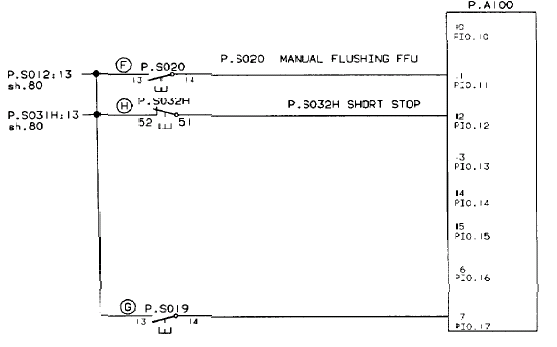 P.A100
10
PIO.10
F P.S020
P.S020 MANUAL FLUSHING FFU
P.S012:13
sh.80
13 14
11
PIO.11
H P.S032H
P.S032H SHORT STOP
P.S031H:13
sh.80
52 51
12
PIO.12
13
PIO.13
14
PIO.14
15
PIO.15
6
PIO.16
G P.S019
13 14
7
PIO.17